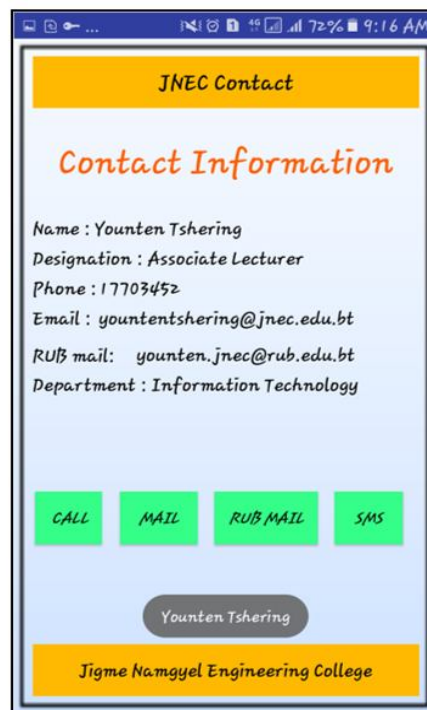 ... 1 4G 72% 9:16 AM
JNEC Contact
Contact Information
Name : Younten Tshering
Designation : Associate Lecturer
Phone : 17703452
Email : yountentshering@jnec.edu.bt
RUB mail: younten.jnec@rub.edu.bt
Department : Information Technology
CALL MAIL RUB MAIL SMS
Younten Tshering
Jigme Namgyel Engineering College